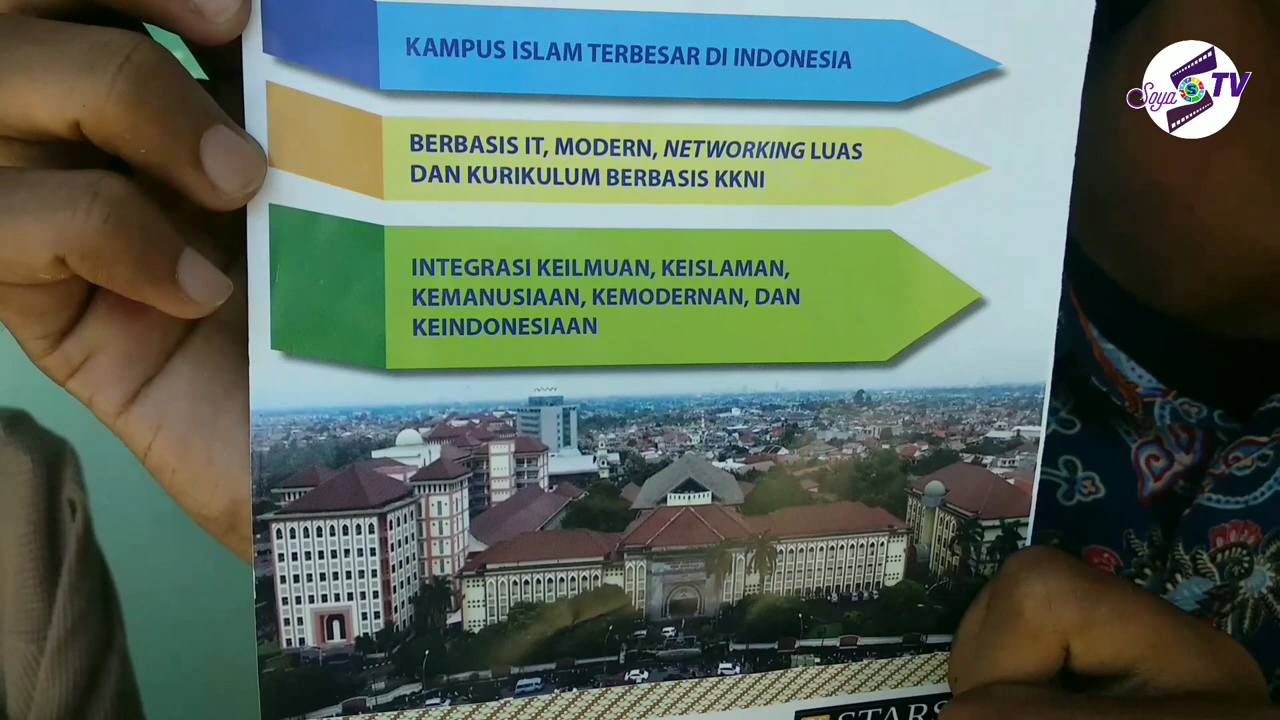 KAMPUS ISLAM TERBESAR DI INDONESIA
Soya S TV
BERBASIS IT, MODERN, NETWORKING LUAS
DAN KURIKULUM BERBASIS KKNI
INTEGRASI KEILMUAN, KEISLAMAN,
KEMANUSIAAN, KEMODERNAN, DAN
KEINDONESIAAN
STARS